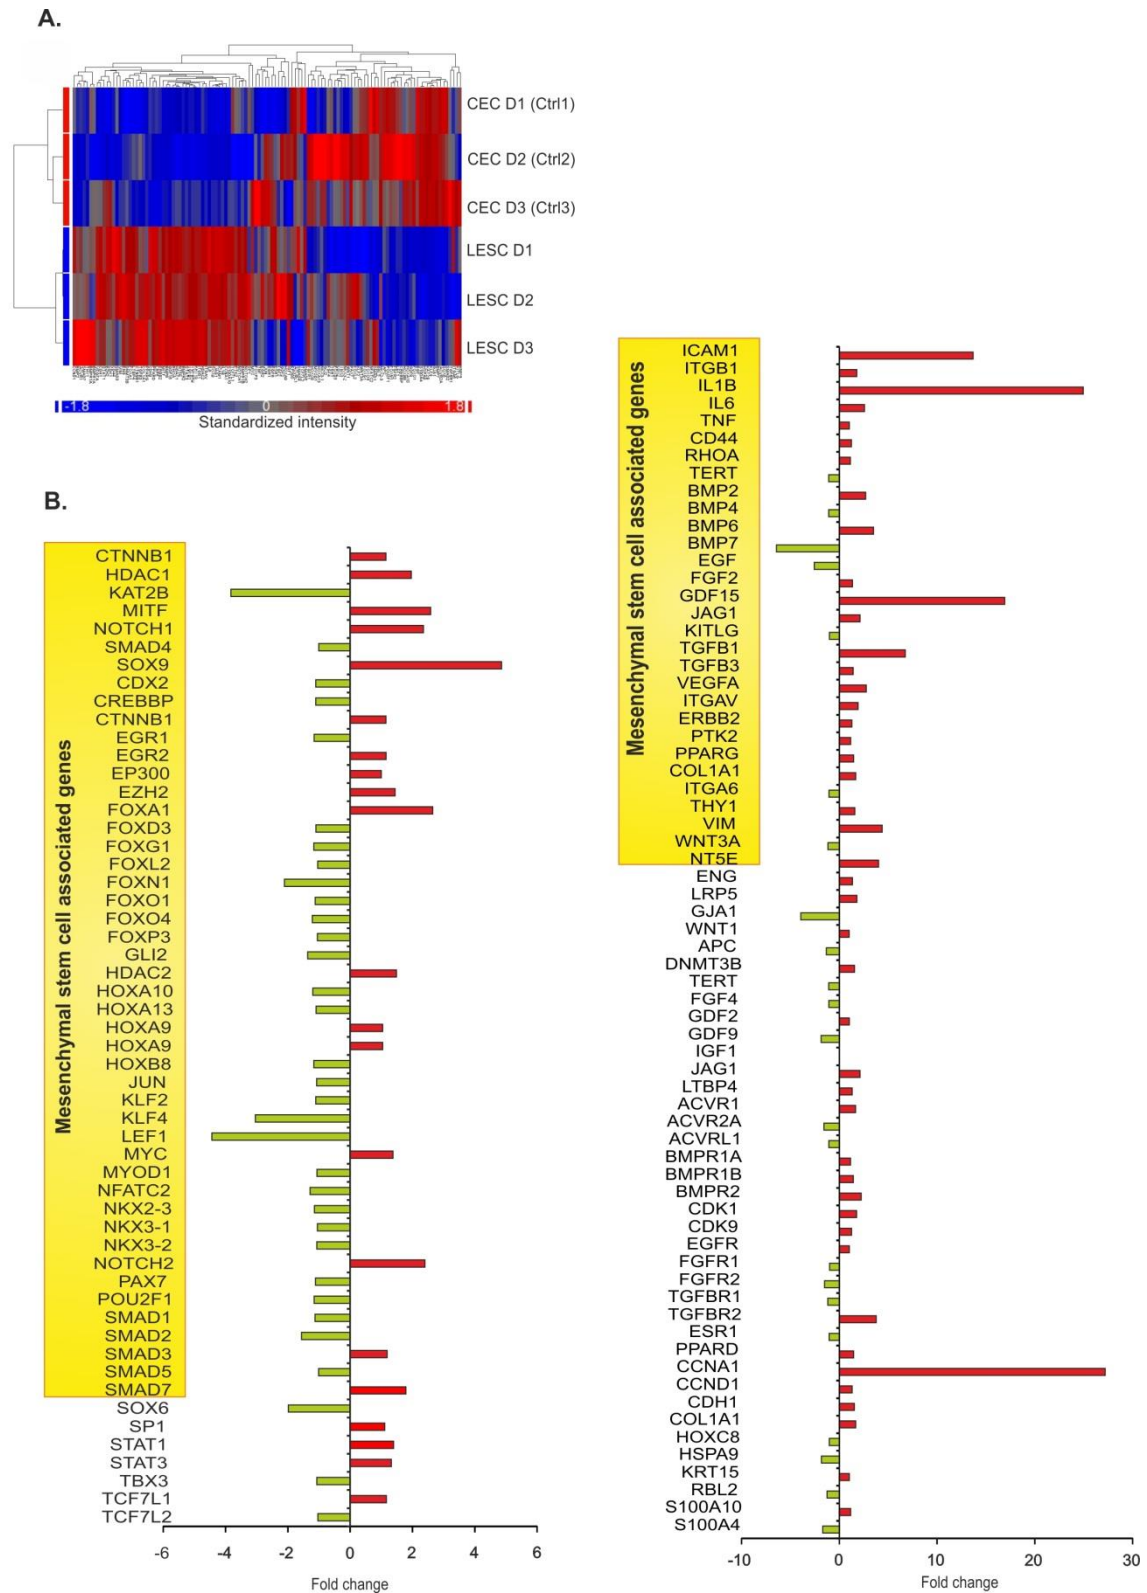 A.
CEC D1 (Ctrl1)
CEC D2 (Ctrl2)
CEC D3 (Ctrl3)
LESC D1
LESC D2
LESC D3
-1.8 0 1.8
Standardized intensity
B.
Mesenchymal stem cell associated genes
CTNNB1
HDAC1
KAT2B
MITF
NOTCH1
SMAD4
SOX9
CDX2
CREBBP
CTNNB1
EGR1
EGR2
EP300
EZH2
FOXA1
FOXD3
FOXG1
FOXL2
FOXN1
FOXO1
FOXO4
FOXP3
GLI2
HDAC2
HOXA10
HOXA13
HOXA9
HOXA9
HOXB8
JUN
KLF2
KLF4
LEF1
MYC
MYOD1
NFATC2
NKX2-3
NKX3-1
NKX3-2
NOTCH2
PAX7
POU2F1
SMAD1
SMAD2
SMAD3
SMAD5
SMAD7
SOX6
SP1
STAT1
STAT3
TBX3
TCF7L1
TCF7L2
-6 -4 -2 0 2 4 6
Fold change
Mesenchymal stem cell associated genes
ICAM1
ITGB1
IL1B
IL6
TNF
CD44
RHOA
TERT
BMP2
BMP4
BMP6
BMP7
EGF
FGF2
GDF15
JAG1
KITLG
TGFB1
TGFB3
VEGFA
ITGAV
ERBB2
PTK2
PPARG
COL1A1
ITGA6
THY1
VIM
WNT3A
NT5E
ENG
LRP5
GJA1
WNT1
APC
DNMT3B
TERT
FGF4
GDF2
GDF9
IGF1
JAG1
LTBP4
ACVR1
ACVR2A
ACVRL1
BMPR1A
BMPR1B
BMPR2
CDK1
CDK9
EGFR
FGFR1
FGFR2
TGFBR1
TGFBR2
ESR1
PPARD
CCNA1
CCND1
CDH1
COL1A1
HOXC8
HSPA9
KRT15
RBL2
S100A10
S100A4
-10 0 10 20 30
Fold change